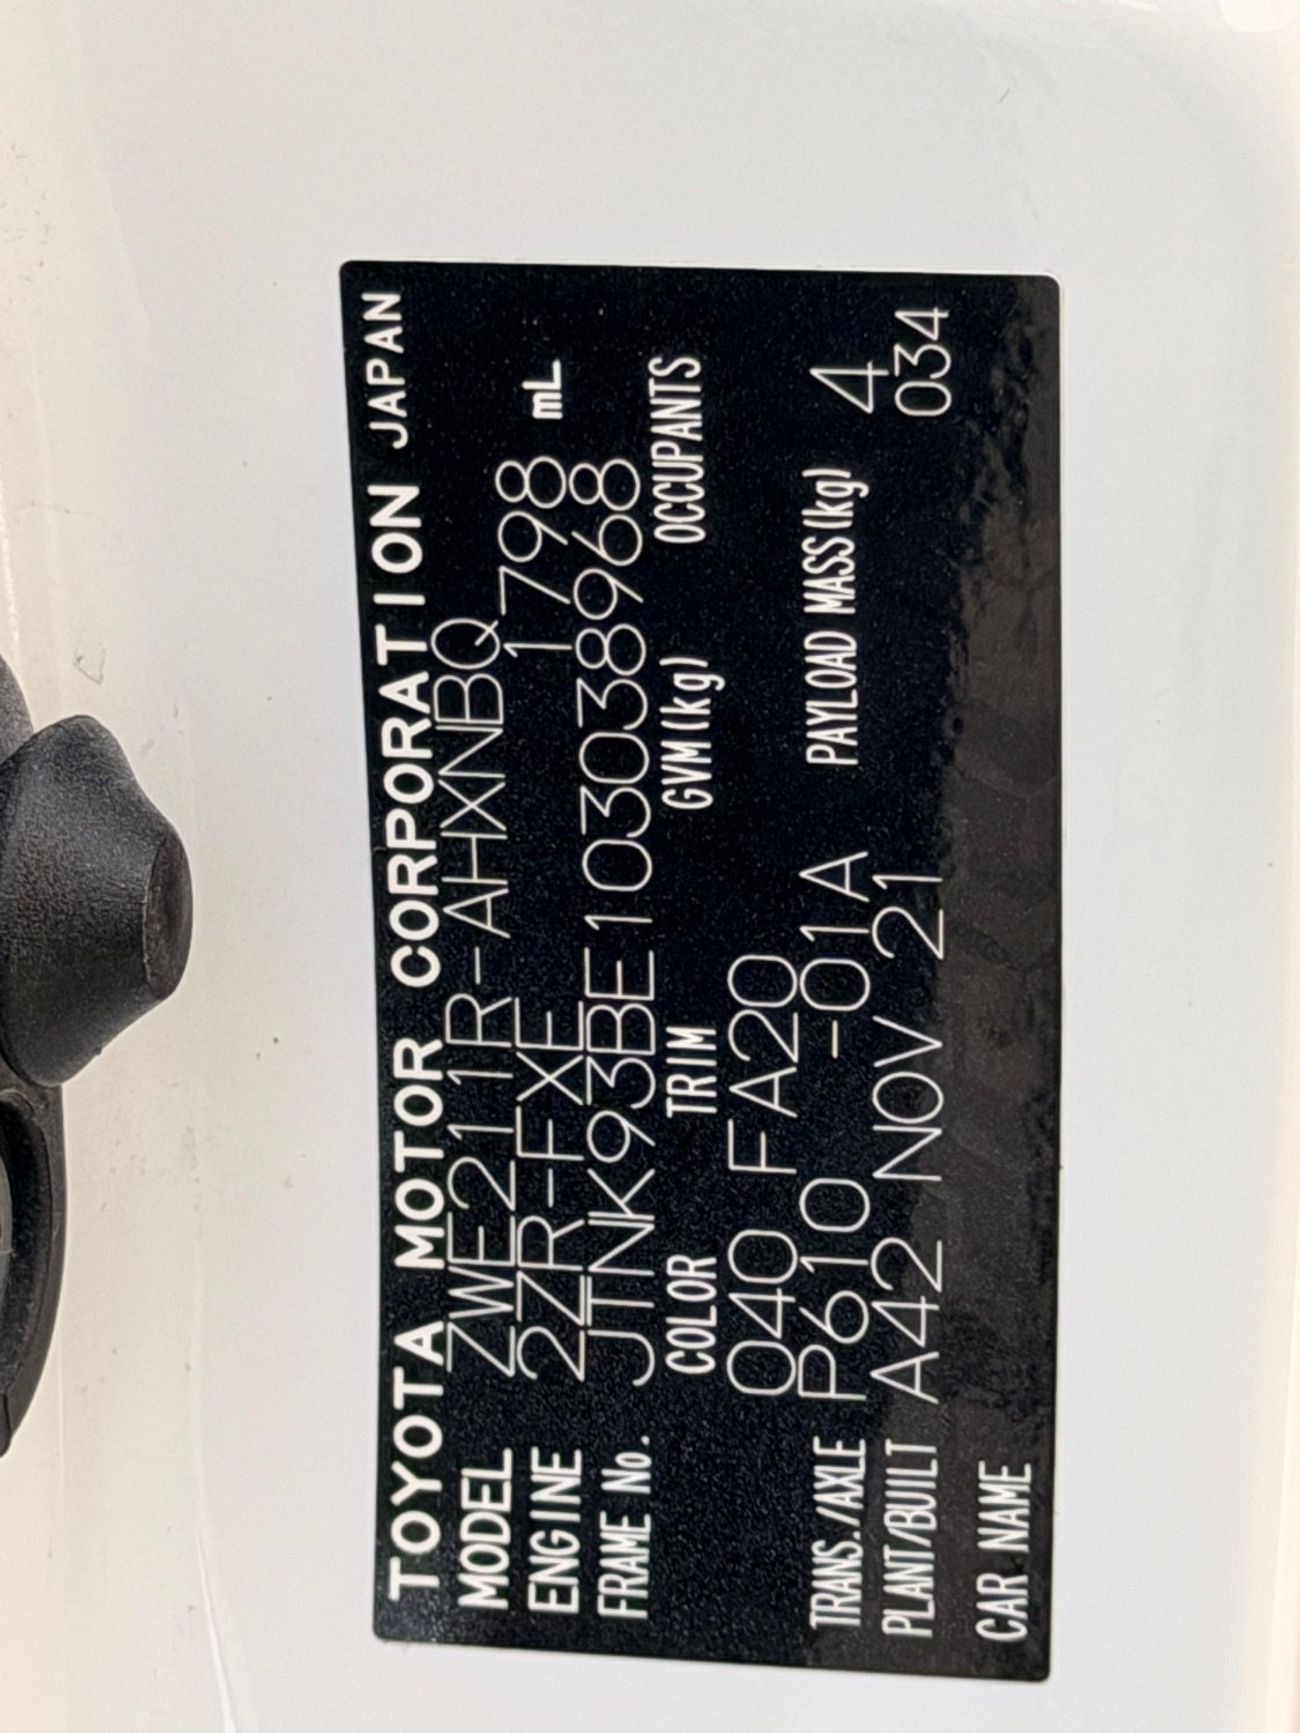 TOYOTA MOTOR CORPORATION JAPAN
MODEL ZWE211R-AHXNBQ
ENGINE 2ZR-FXE 1798 mL
FRAME No. JTNK93BE103038968
COLOR TRIM GVM(kg) OCCUPANTS
040 FA20
TRANS./AXLE P610 -01A PAYLOAD MASS(kg) 4
PLANT/BUILT A42 NOV 21 034
CAR NAME